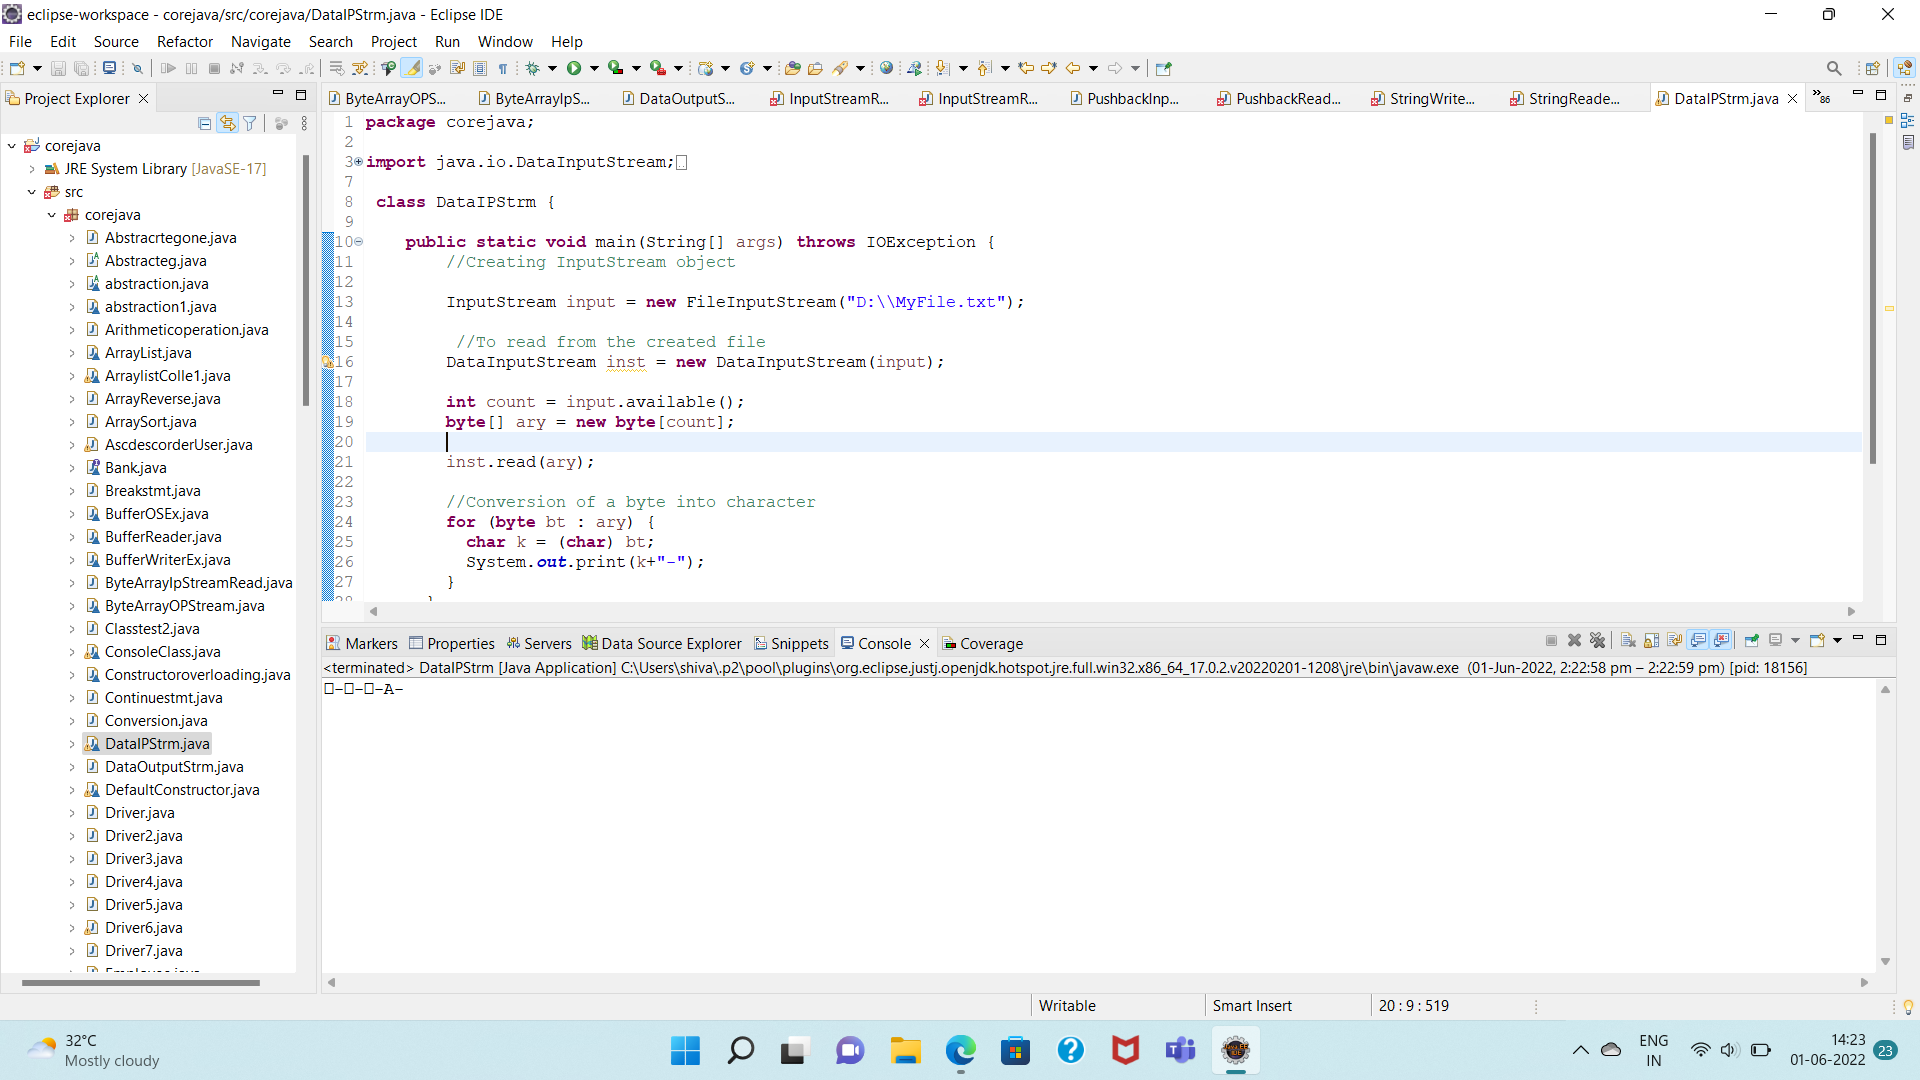 eclipse-workspace - corejava/src/corejava/DataIPStrm.java - Eclipse IDE
File Edit Source Refactor Navigate Search Project Run Window Help
Project Explorer
ByteArrayOPS... ByteArrayIpS... DataOutputS... InputStreamR... InputStreamR... PushbackInp... PushbackRead... StringWrite... StringReade... DataIPStrm.java 86
corejava
JRE System Library [JavaSE-17]
src
corejava
Abstracrtegone.java
Abstracteg.java
abstraction.java
abstraction1.java
Arithmeticoperation.java
ArrayList.java
ArraylistColle1.java
ArrayReverse.java
ArraySort.java
AscdescorderUser.java
Bank.java
Breakstmt.java
BufferOSEx.java
BufferReader.java
BufferWriterEx.java
ByteArrayIpStreamRead.java
ByteArrayOPStream.java
Classtest2.java
ConsoleClass.java
Constructoroverloading.java
Continuestmt.java
Conversion.java
DataIPStrm.java
DataOutputStrm.java
DefaultConstructor.java
Driver.java
Driver2.java
Driver3.java
Driver4.java
Driver5.java
Driver6.java
Driver7.java
1 package corejava;
2
3 import java.io.DataInputStream;
7
8 class DataIPStrm {
9
10 public static void main(String[] args) throws IOException {
11 //Creating InputStream object
12
13 InputStream input = new FileInputStream("D:\\MyFile.txt");
14
15 //To read from the created file
16 DataInputStream inst = new DataInputStream(input);
17
18 int count = input.available();
19 byte[] ary = new byte[count];
20
21 inst.read(ary);
22
23 //Conversion of a byte into character
24 for (byte bt : ary) {
25 char k = (char) bt;
26 System.out.print(k+"-");
27 }
Markers Properties Servers Data Source Explorer Snippets Console Coverage
<terminated> DataIPStrm [Java Application] C:\Users\shiva\.p2\pool\plugins\org.eclipse.justj.openjdk.hotspot.jre.full.win32.x86_64_17.0.2.v20220201-1208\jre\bin\javaw.exe (01-Jun-2022, 2:22:58 pm – 2:22:59 pm) [pid: 18156]
□-□-□-A-
Writable Smart Insert 20 : 9 : 519
32°C
Mostly cloudy
ENG
IN
14:23
01-06-2022
23